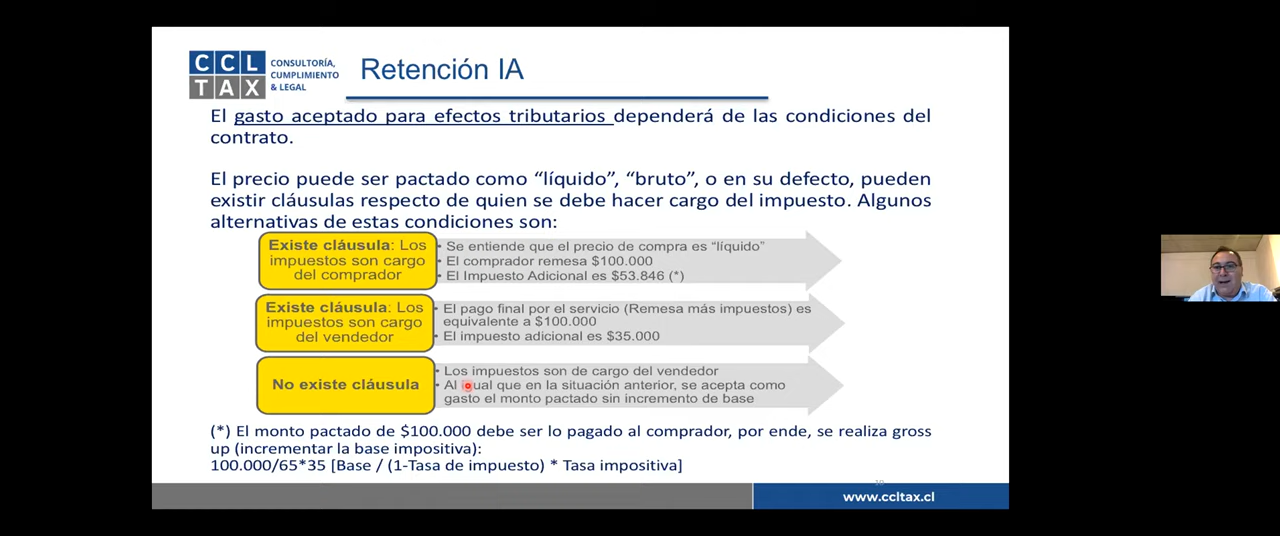 CCL
TAX
CONSULTORÍA,
CUMPLIMIENTO
& LEGAL
Retención IA
El gasto aceptado para efectos tributarios dependerá de las condiciones del
contrato.
El precio puede ser pactado como “líquido”, “bruto”, o en su defecto, pueden
existir cláusulas respecto de quien se debe hacer cargo del impuesto. Algunos
alternativas de estas condiciones son:
Existe cláusula: Los
impuestos son cargo
del comprador
• Se entiende que el precio de compra es “líquido”
• El comprador remesa $100.000
• El Impuesto Adicional es $53.846 (*)
Existe cláusula: Los
impuestos son cargo
del vendedor
• El pago final por el servicio (Remesa más impuestos) es
equivalente a $100.000
• El impuesto adicional es $35.000
No existe cláusula
• Los impuestos son de cargo del vendedor
• Al igual que en la situación anterior, se acepta como
gasto el monto pactado sin incremento de base
(*) El monto pactado de $100.000 debe ser lo pagado al comprador, por ende, se realiza gross
up (incrementar la base impositiva):
100.000/65*35 [Base / (1-Tasa de impuesto) * Tasa impositiva]
www.ccltax.cl